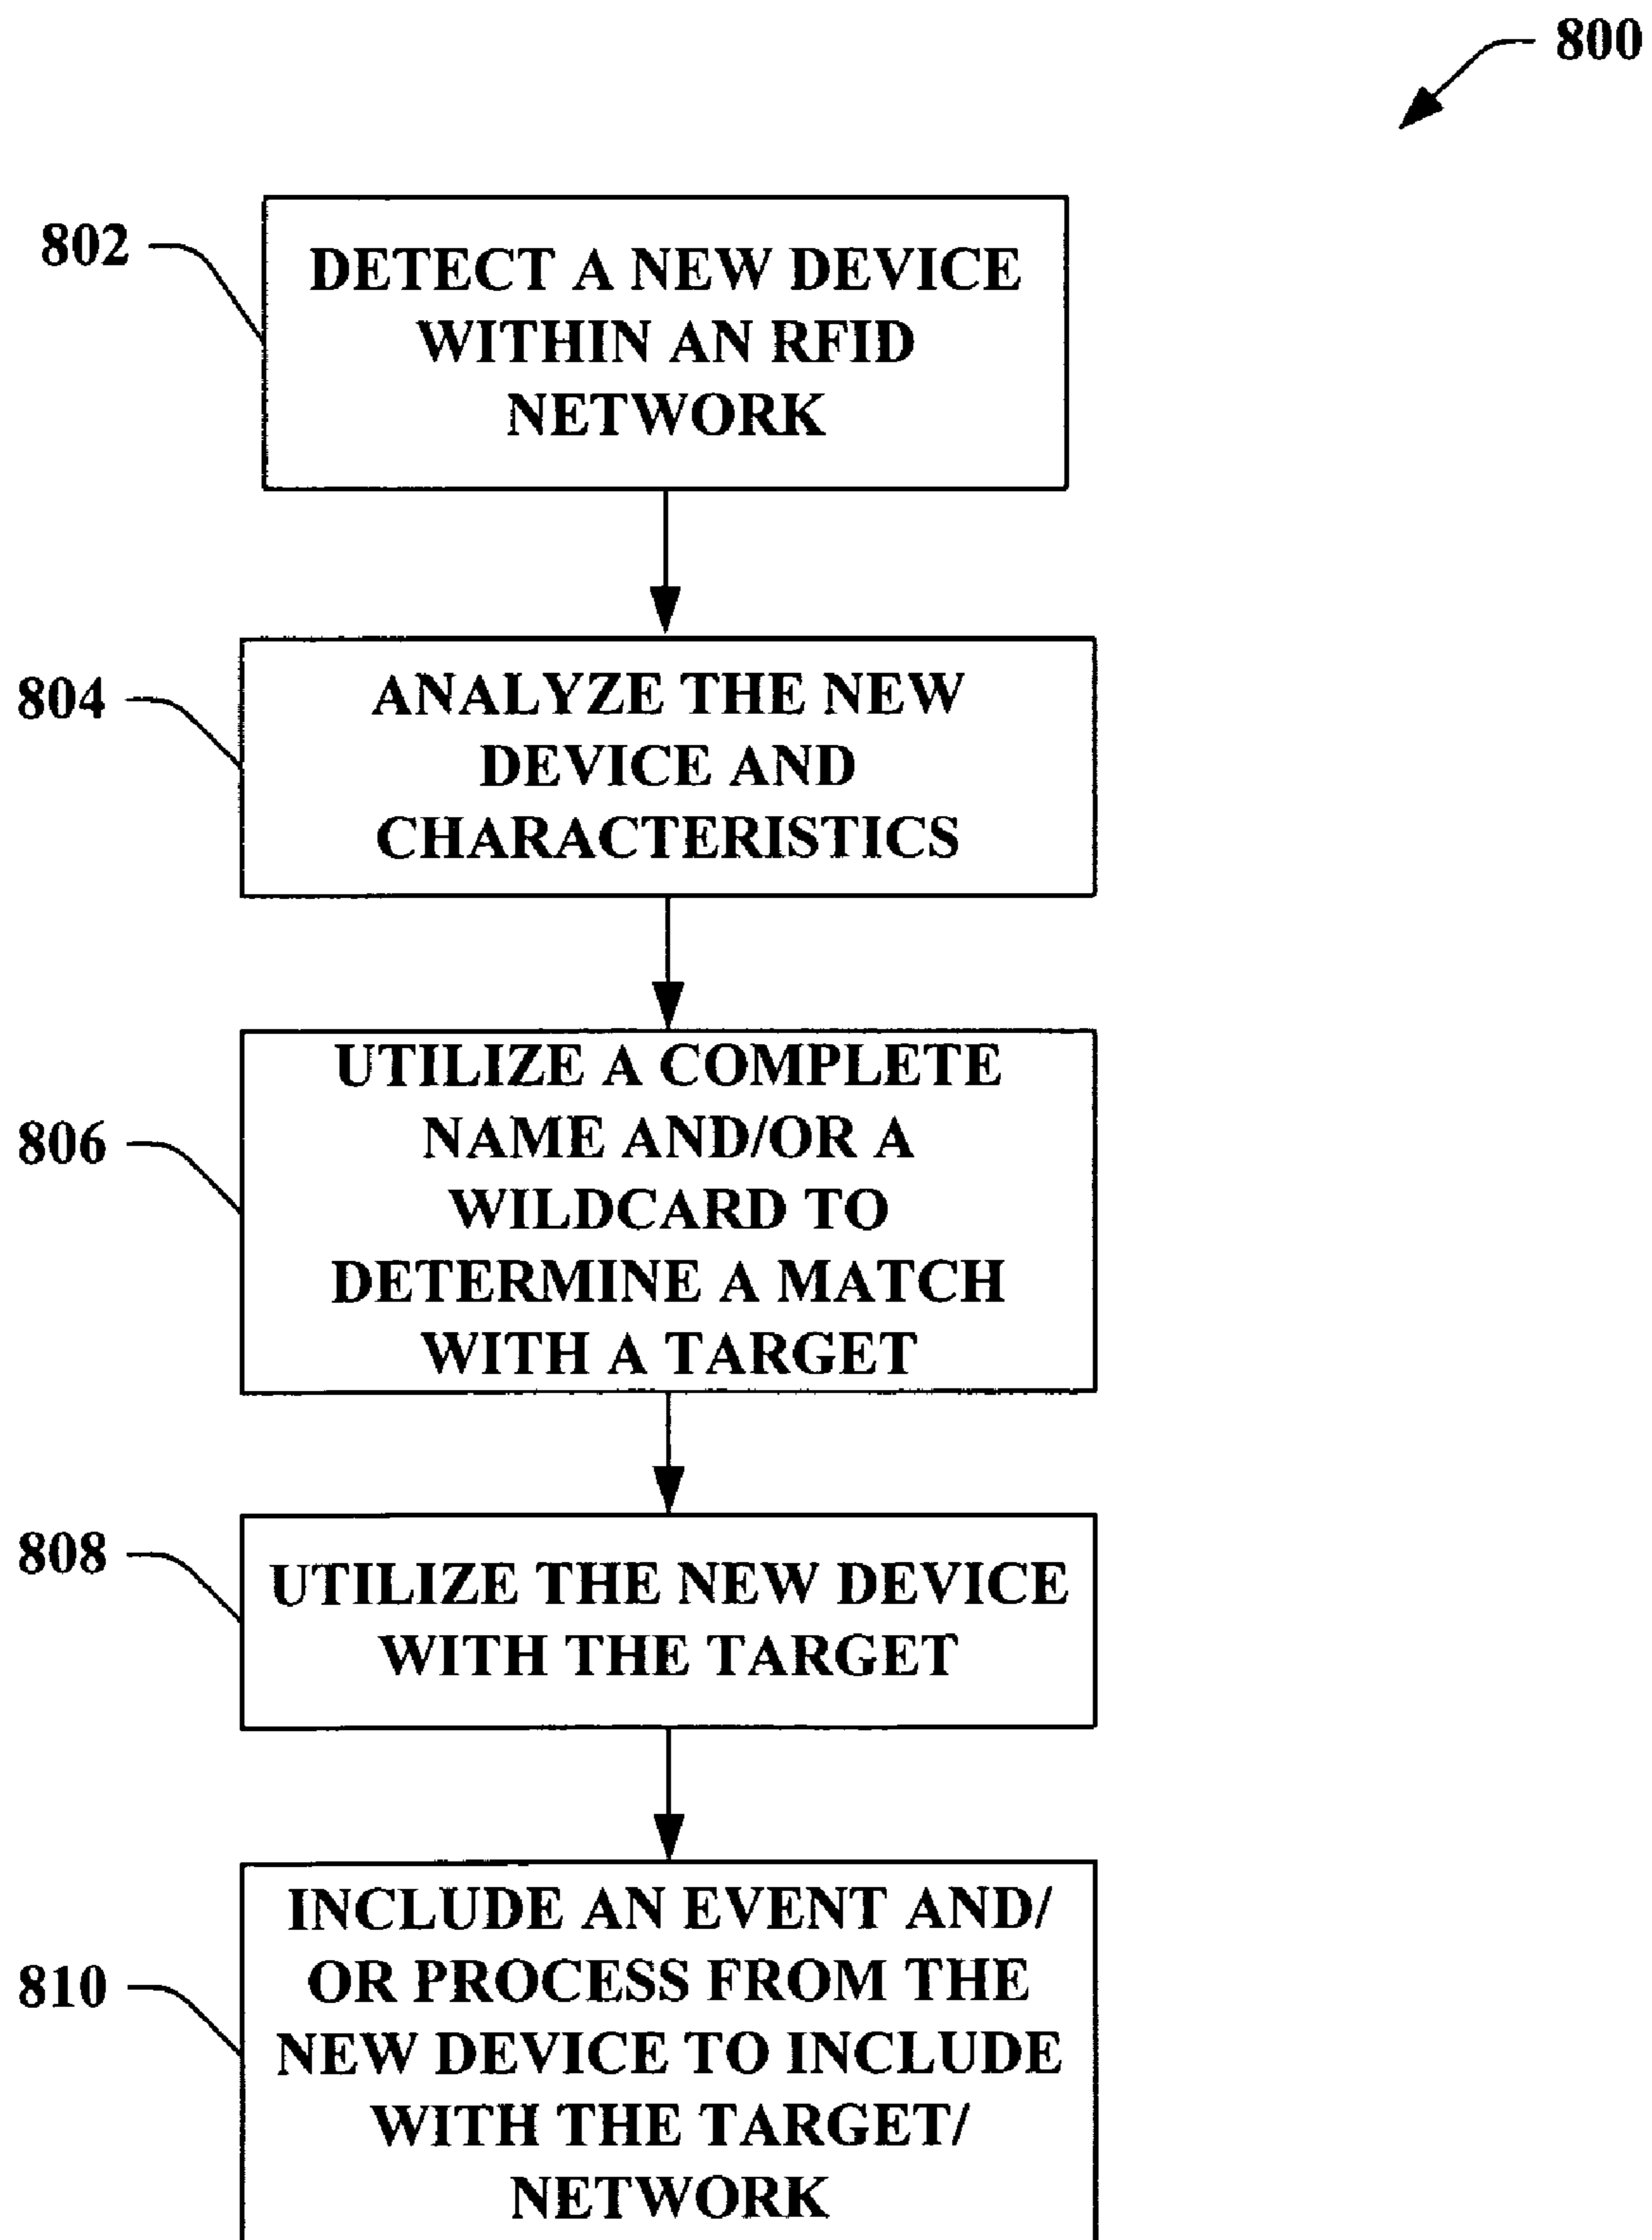 800
802
DETECT A NEW DEVICE
WITHIN AN RFID
NETWORK
804
ANALYZE THE NEW
DEVICE AND
CHARACTERISTICS
806
UTILIZE A COMPLETE
NAME AND/OR A
WILDCARD TO
DETERMINE A MATCH
WITH A TARGET
808
UTILIZE THE NEW DEVICE
WITH THE TARGET
810
INCLUDE AN EVENT AND/
OR PROCESS FROM THE
NEW DEVICE TO INCLUDE
WITH THE TARGET/
NETWORK